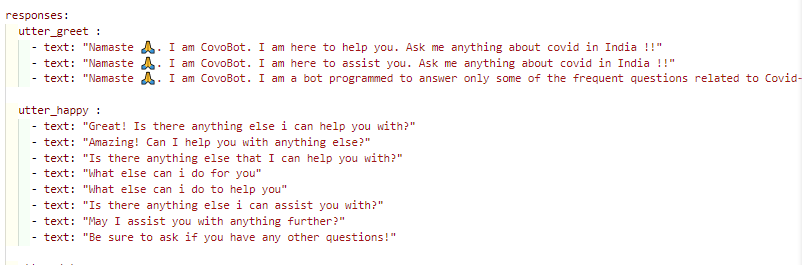 responses:
utter_greet :
- text: "Namaste 🙏. I am CovoBot. I am here to help you. Ask me anything about covid in India !!"
- text: "Namaste 🙏. I am CovoBot. I am here to assist you. Ask me anything about covid in India !!"
- text: "Namaste 🙏. I am CovoBot. I am a bot programmed to answer only some of the frequent questions related to Covid-
utter_happy :
- text: "Great! Is there anything else i can help you with?"
- text: "Amazing! Can I help you with anything else?"
- text: "Is there anything else that I can help you with?"
- text: "What else can i do for you"
- text: "What else can i do to help you"
- text: "Is there anything else i can assist you with?"
- text: "May I assist you with anything further?"
- text: "Be sure to ask if you have any other questions!"